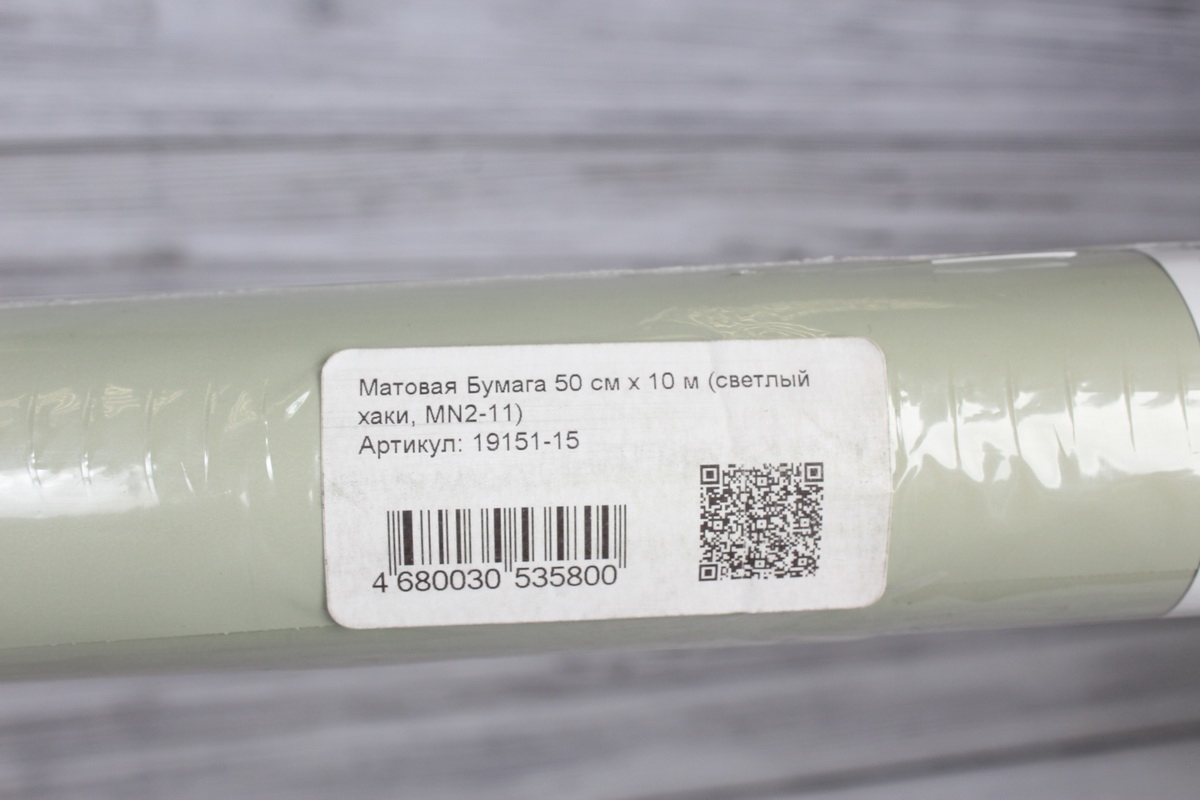 Матовая Бумага 50 см x 10 м (светлый
хаки, MN2-11)
Артикул: 19151-15
4 680030 535800